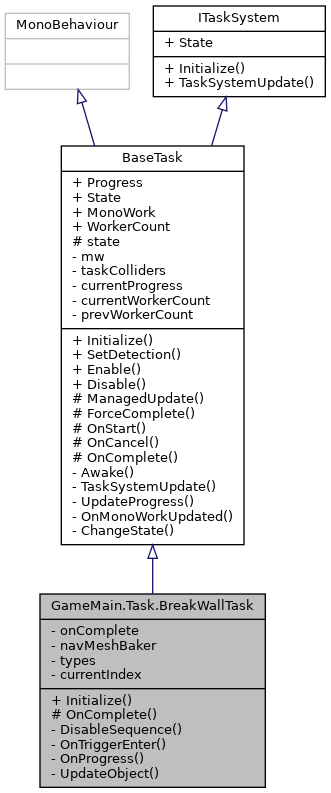 MonoBehaviour
ITaskSystem
+ State
+ Initialize()
+ TaskSystemUpdate()
BaseTask
+ Progress
+ State
+ MonoWork
+ WorkerCount
# state
- mw
- taskColliders
- currentProgress
- currentWorkerCount
- prevWorkerCount
+ Initialize()
+ SetDetection()
+ Enable()
+ Disable()
# ManagedUpdate()
# ForceComplete()
# OnStart()
# OnCancel()
# OnComplete()
- Awake()
- TaskSystemUpdate()
- UpdateProgress()
- OnMonoWorkUpdated()
- ChangeState()
GameMain.Task.BreakWallTask
- onComplete
- navMeshBaker
- types
- currentIndex
+ Initialize()
# OnComplete()
- DisableSequence()
- OnTriggerEnter()
- OnProgress()
- UpdateObject()